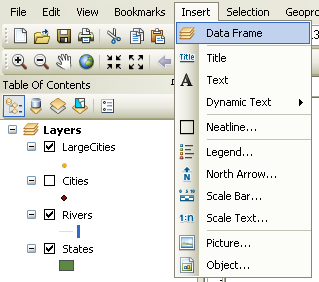 File Edit View Bookmarks Insert Selection Geopro
Data Frame
Title Title
A Text
Dynamic Text
Neatline...
Legend...
N North Arrow...
Scale Bar...
1:n Scale Text...
Picture...
Object...
Table Of Contents
Layers
LargeCities
Cities
Rivers
States